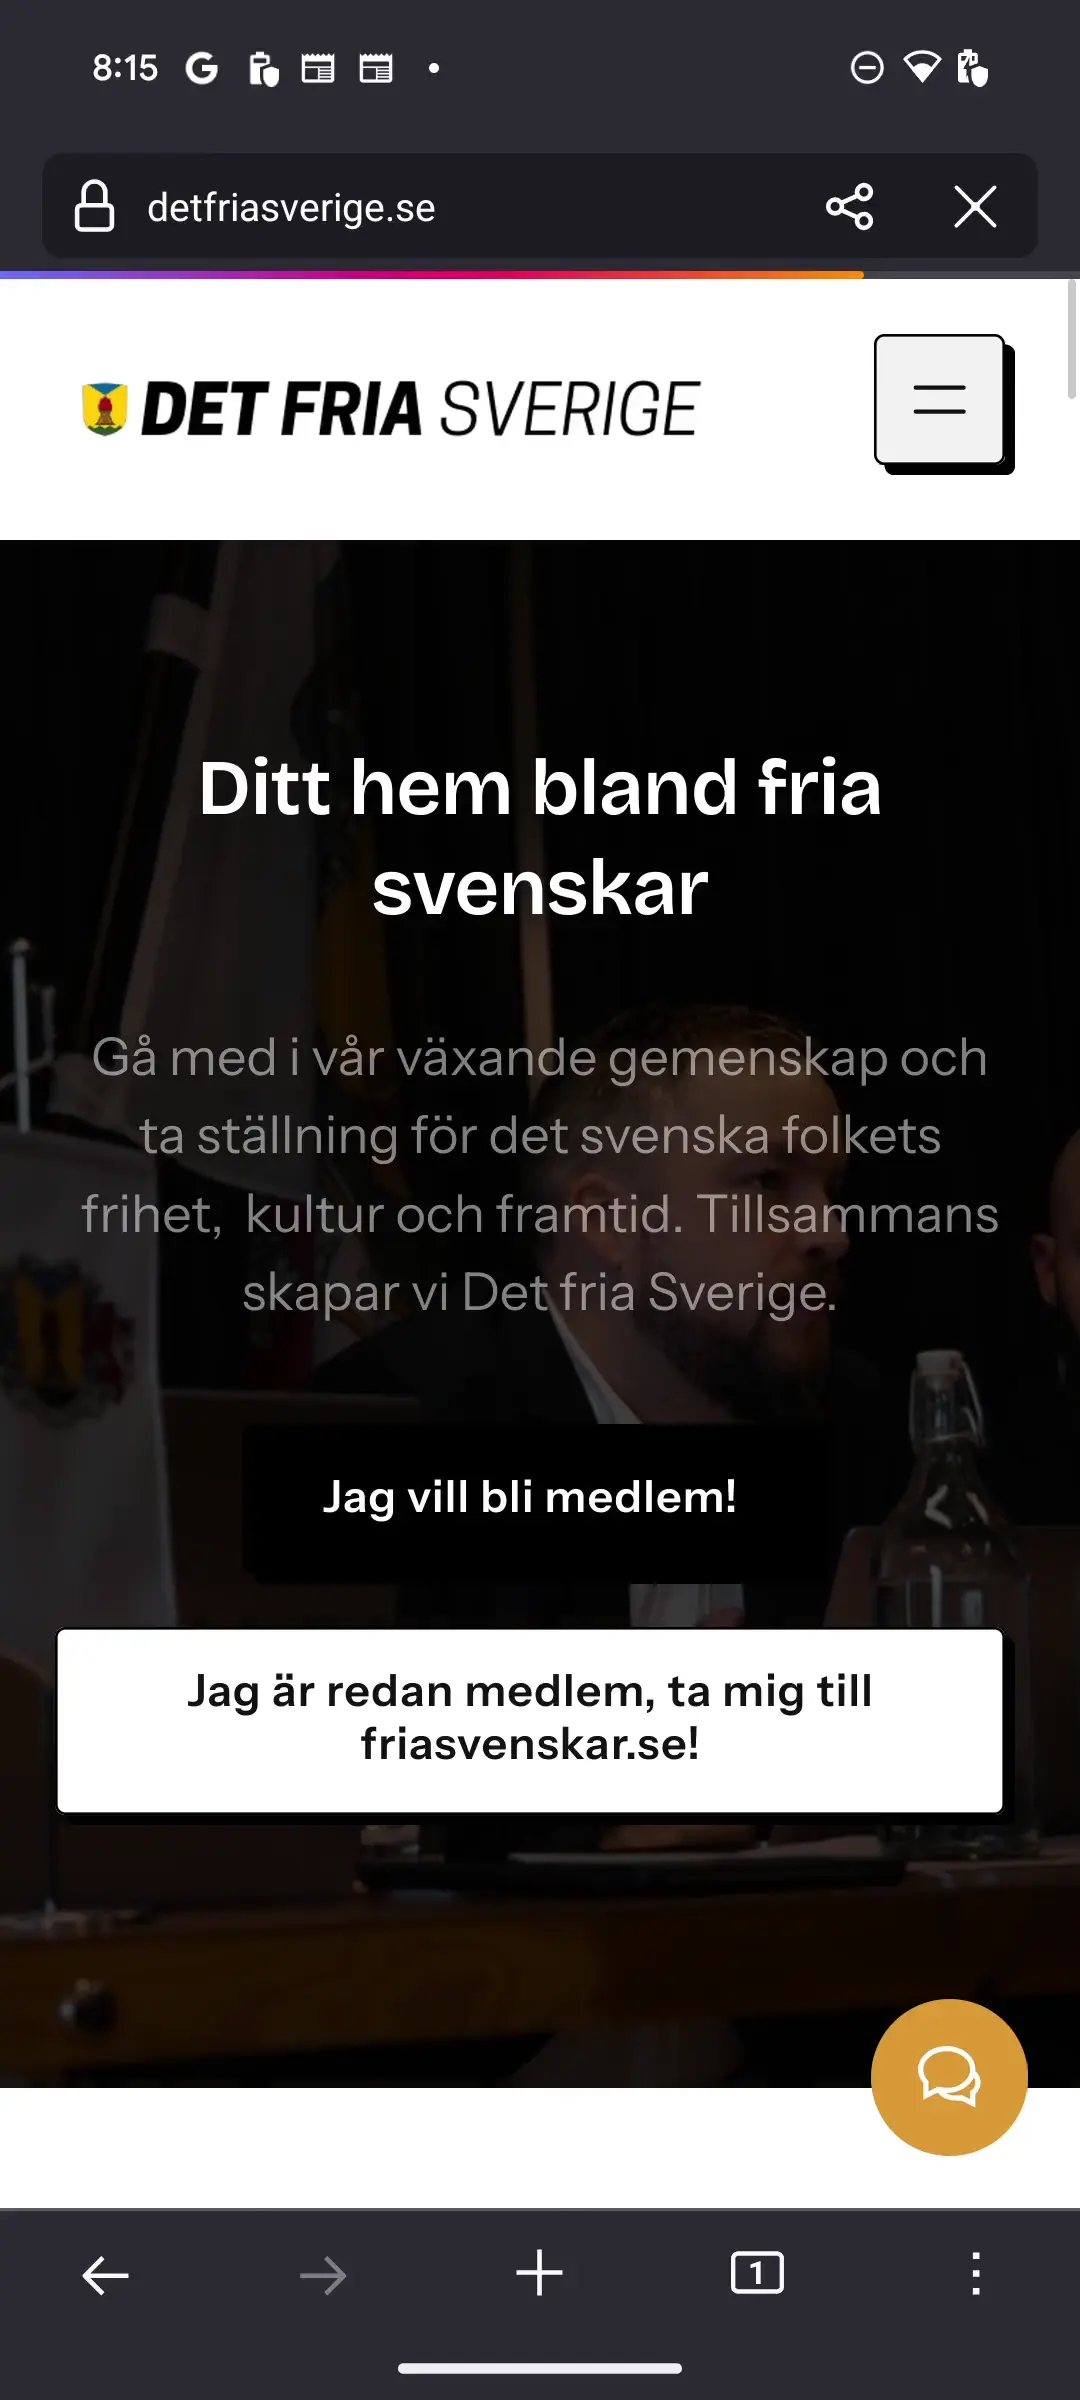 8:15
detfriasverige.se
DET FRIA SVERIGE
Ditt hem bland fria
svenskar
Gå med i vår växande gemenskap och
ta ställning för det svenska folkets
frihet, kultur och framtid. Tillsammans
skapar vi Det fria Sverige.
Jag vill bli medlem!
Jag är redan medlem, ta mig till
friasvenskar.se!
1